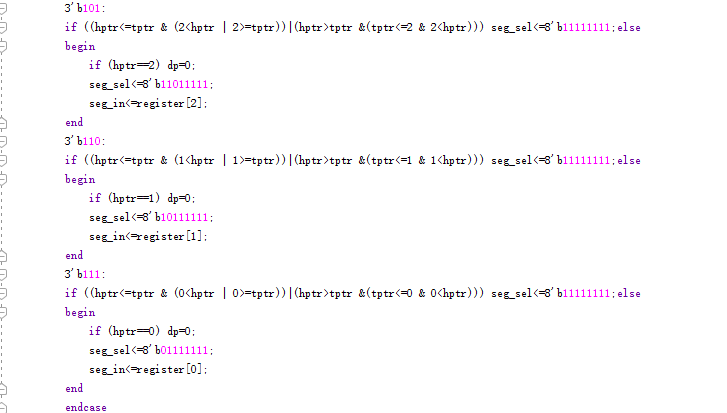 3'b101:
if ((hptr<=tptr & (2<hptr | 2>=tptr))|(hptr>tptr &(tptr<=2 & 2<hptr))) seg_sel<=8'b11111111;else
begin
if (hptr==2) dp=0;
seg_sel<=8'b11011111;
seg_in<=register[2];
end
3'b110:
if ((hptr<=tptr & (1<hptr | 1>=tptr))|(hptr>tptr &(tptr<=1 & 1<hptr))) seg_sel<=8'b11111111;else
begin
if (hptr==1) dp=0;
seg_sel<=8'b10111111;
seg_in<=register[1];
end
3'b111:
if ((hptr<=tptr & (0<hptr | 0>=tptr))|(hptr>tptr &(tptr<=0 & 0<hptr))) seg_sel<=8'b11111111;else
begin
if (hptr==0) dp=0;
seg_sel<=8'b01111111;
seg_in<=register[0];
end
endcase